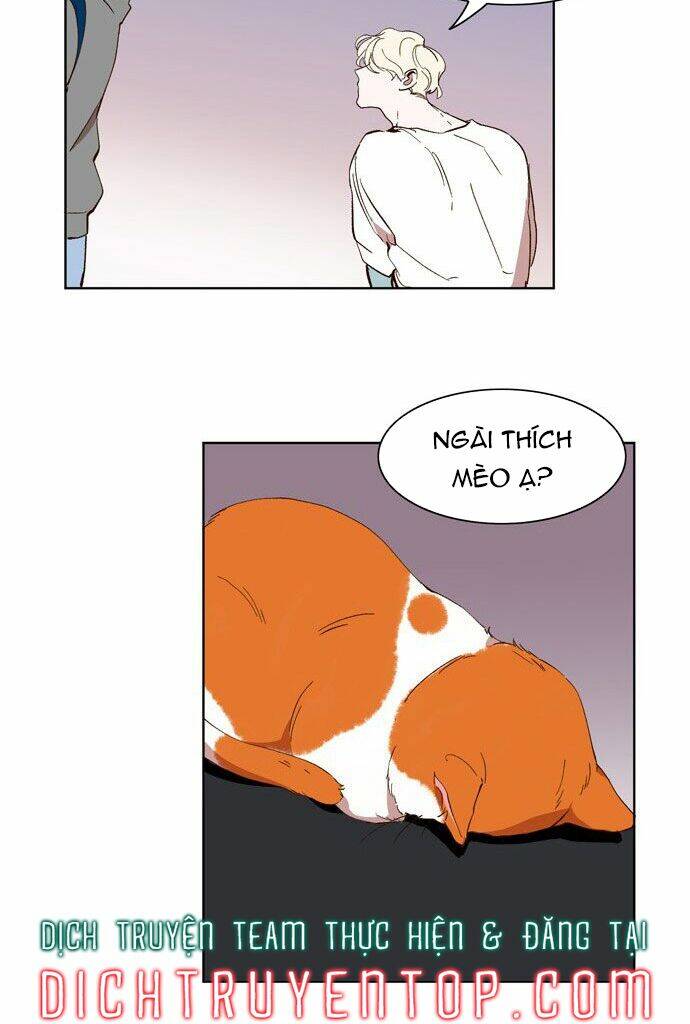 NGÀI THÍCH
MÈO Ạ?
DỊCH TRUYỆN TEAM THỰC HIỆN & ĐĂNG TẠI
DICHTRUYENTOP.COM